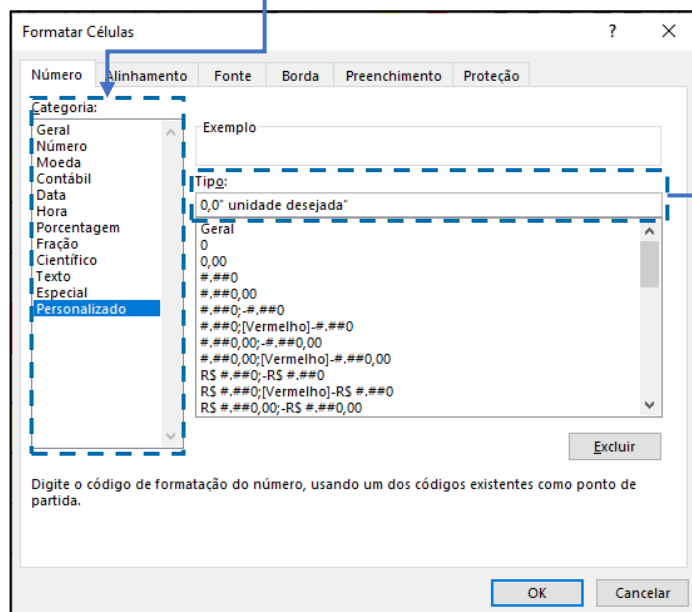 Formatar Células ? ×
Número Alinhamento Fonte Borda Preenchimento Proteção
Categoria:
Geral
Número
Moeda
Contábil
Data
Hora
Porcentagem
Fração
Científico
Texto
Especial
Personalizado
Exemplo
Tipo:
0,0" unidade desejada"
Geral
0
0,00
#.##0
#.##0,00
#.##0;-#.##0
#.##0;[Vermelho]-#.##0
#.##0,00;-#.##0,00
#.##0,00;[Vermelho]-#.##0,00
R$ #.##0;-R$ #.##0
R$ #.##0;[Vermelho]-R$ #.##0
R$ #.##0,00;-R$ #.##0,00
Excluir
Digite o código de formatação do número, usando um dos códigos existentes como ponto de
partida.
OK Cancelar